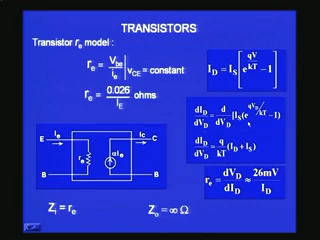 TRANSISTORS
Transistor re model :
re = Vbe / ie | vCE = constant
re = 0.026 / IE ohms
ID = IS [e^(qV/kT) −1]
dID/dVD = d/dVD [IS (e^(qVD/kT) −1)
dID/dVD = q/kT (ID + IS)
re = dVD/dID ≈ 26mV/ID
E Ie Ic C
re αIe
B B
Zi = re Zo = ∞ Ω